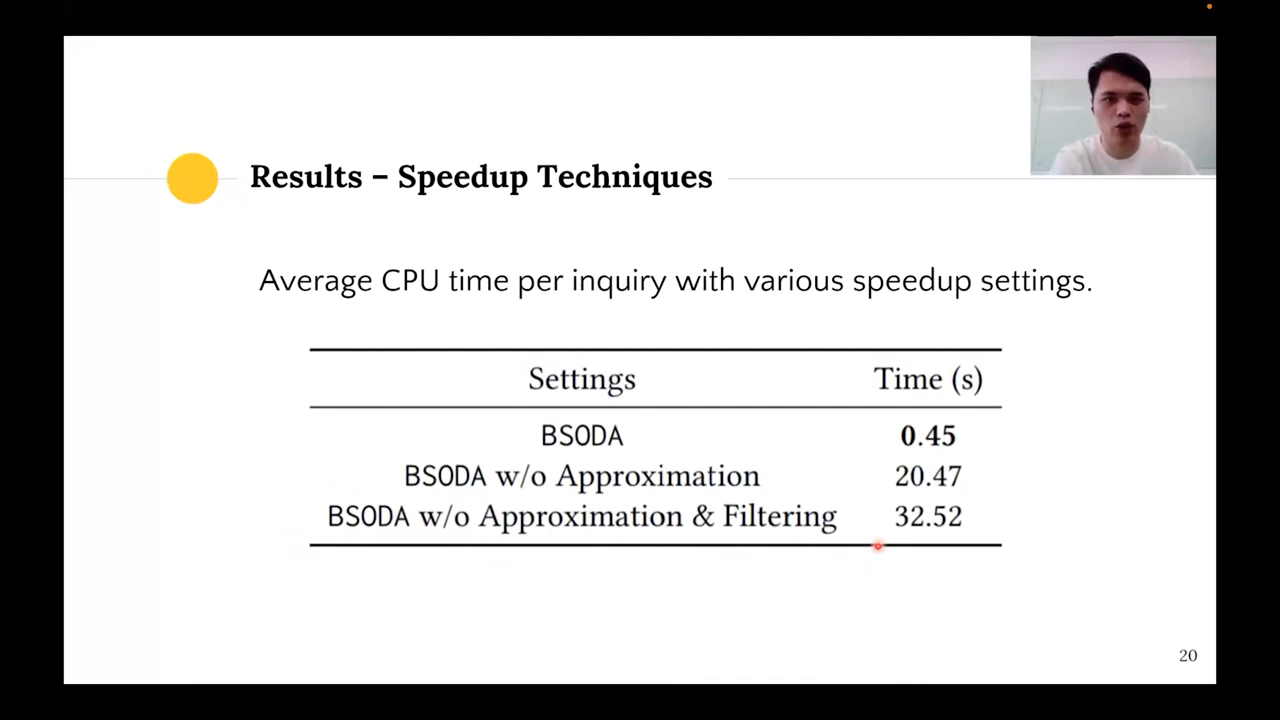 Results – Speedup Techniques
Average CPU time per inquiry with various speedup settings.
Settings Time (s)
BSODA 0.45
BSODA w/o Approximation 20.47
BSODA w/o Approximation & Filtering 32.52
20